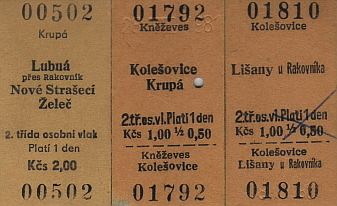 00502
Krupá
Lubná
přes Rakovník
Nové Strašecí
Želeč
2. třída osobní vlak
Platí 1 den
Kčs 2,00
00502
01792
Kněževes
Kolešovice
Krupá
2.tř.os.vl.Platí 1 den
Kčs 1,00 ½ 0,50
Kněževes
Kolešovice
01792
01810
Kolešovice
Lišany u Rakovníka
2.tř.os.vl.Platí 1 den
Kčs 1,00 ½ 0,50
Kolešovice
Lišany u Rakovníka
01810